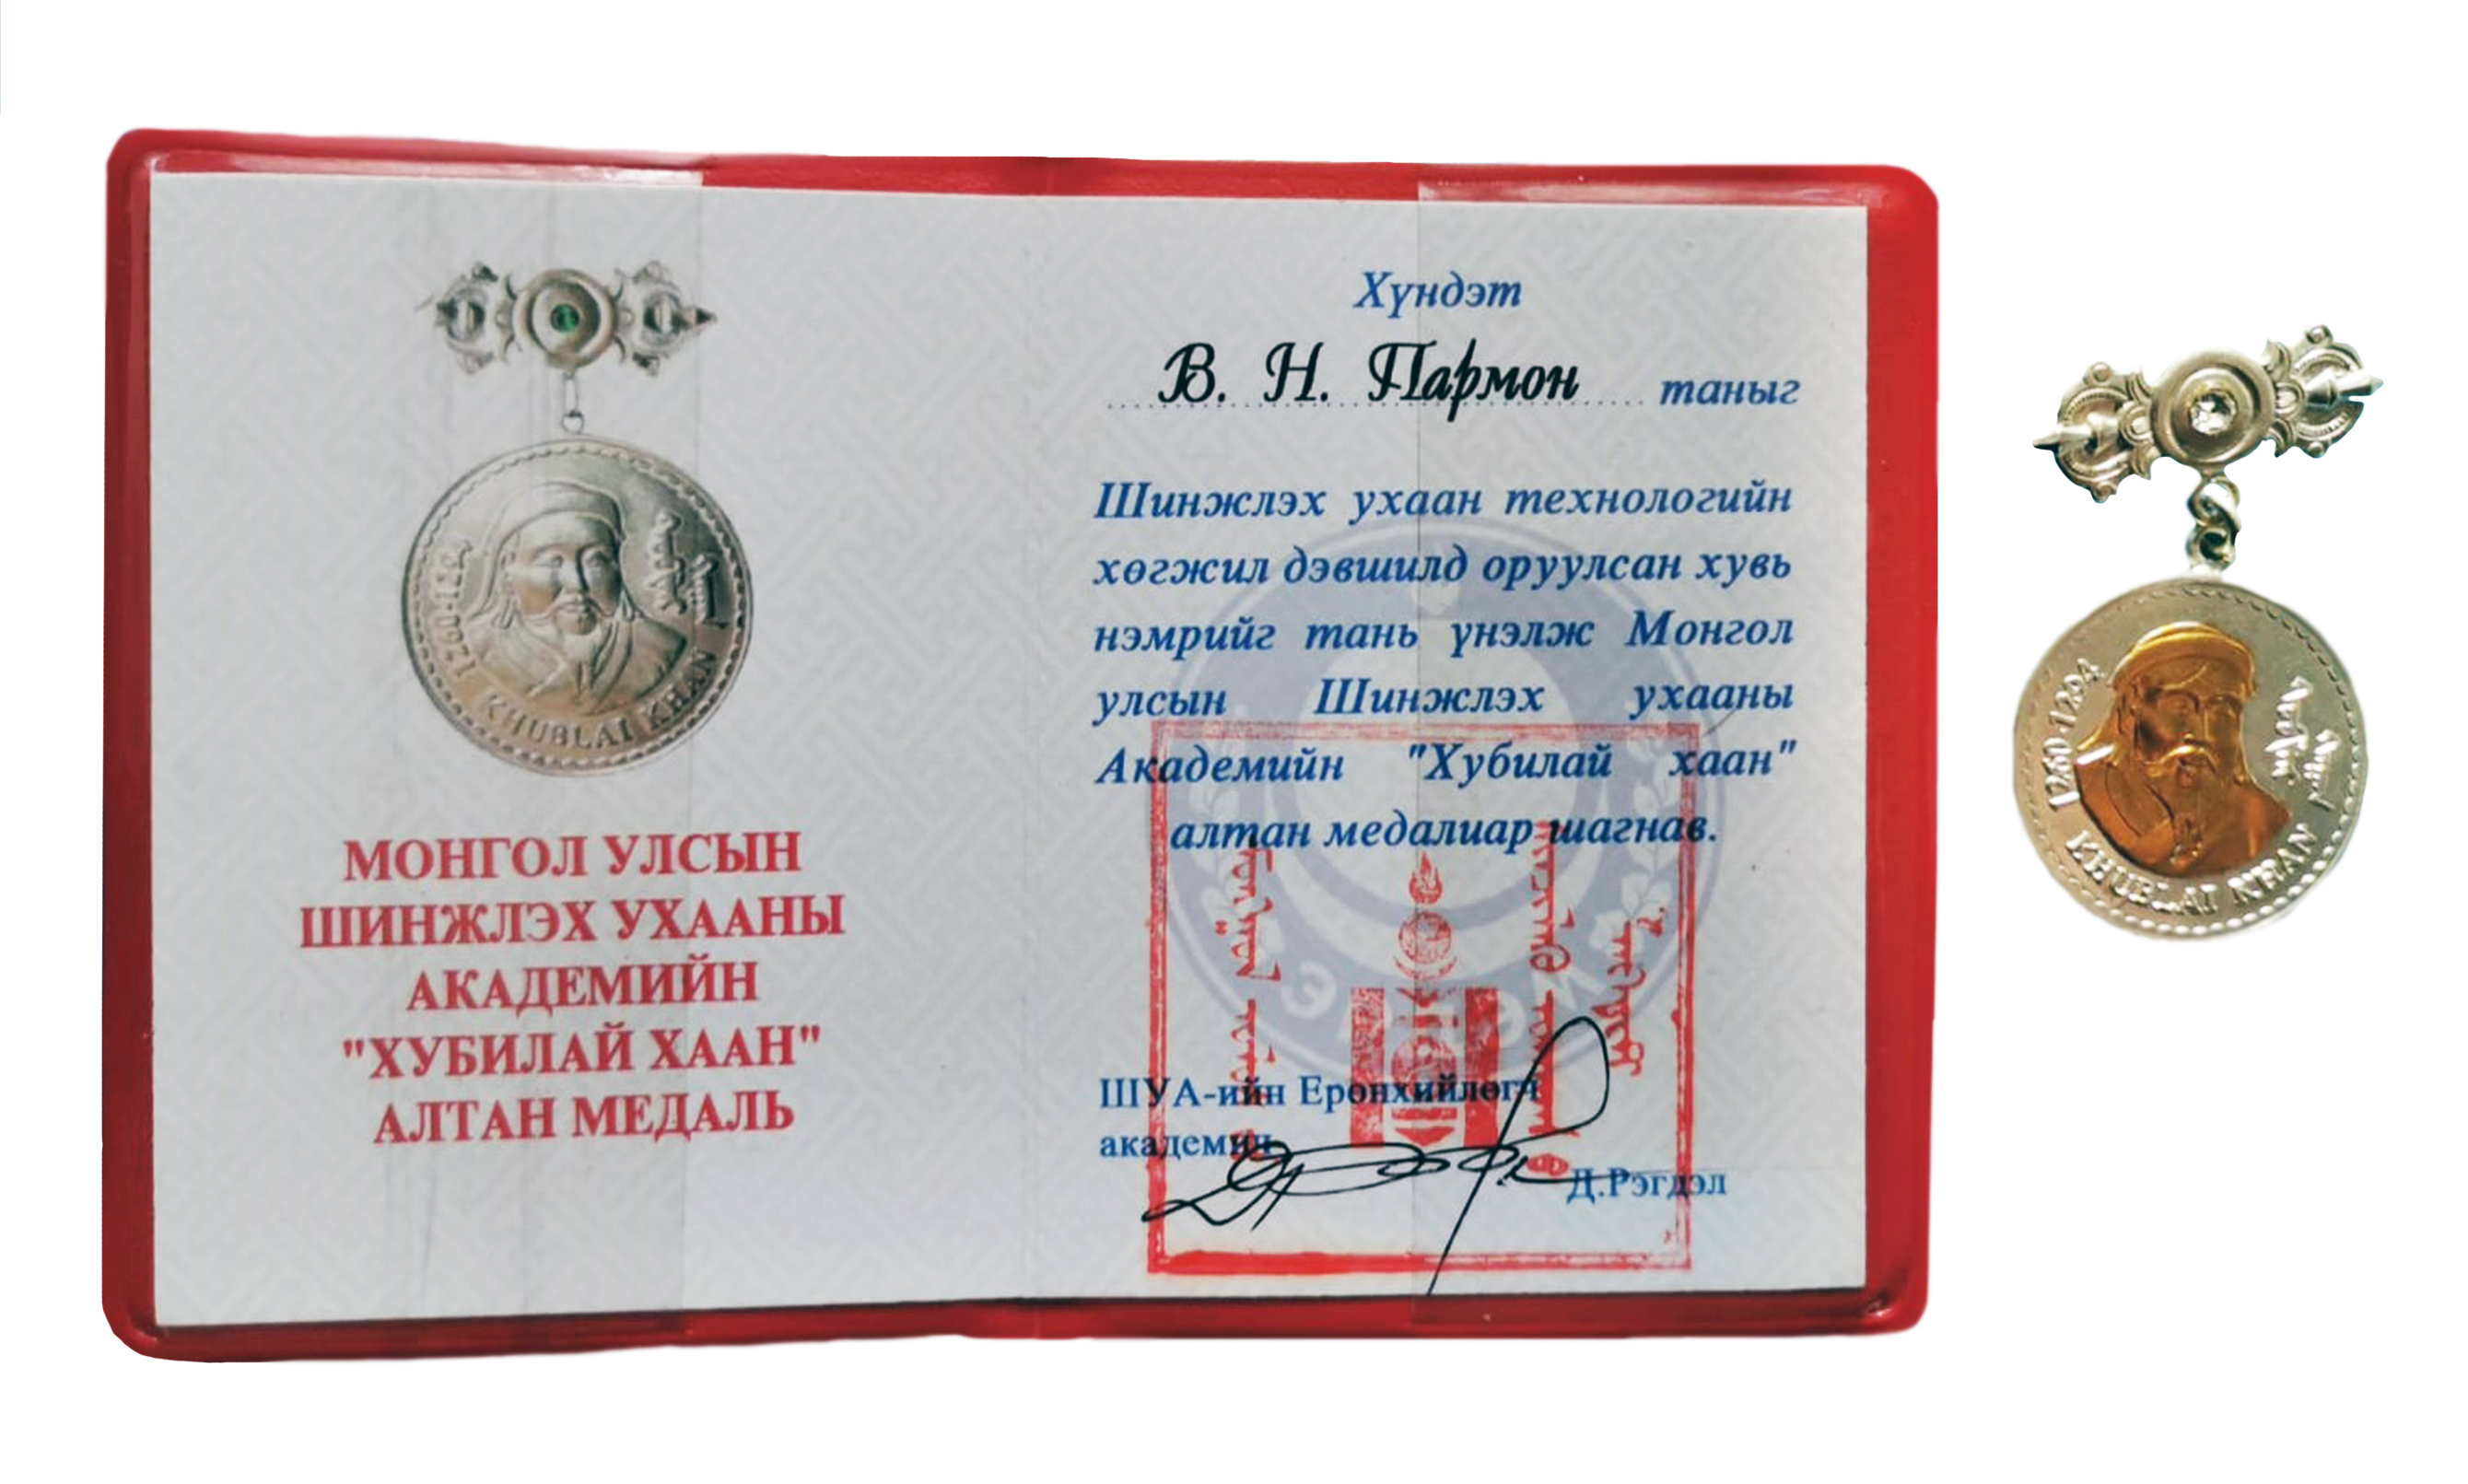 1260-1294
KHUBLAI KHAN
МОНГОЛ УЛСЫН
ШИНЖЛЭХ УХААНЫ
АКАДЕМИЙН
"ХУБИЛАЙ ХААН"
АЛТАН МЕДАЛЬ
Хүндэт
В. Н. Пармон таныг
Шинжлэх ухаан технологийн
хөгжил дэвшилд оруулсан хувь
нэмрийг тань үнэлж Монгол
улсын Шинжлэх ухааны
Академийн "Хубилай хаан"
алтан медалиар шагнав.
ШУА-ийн Ерөнхийлөгч
академич
Д.Рэгдэл
1260-1294
KHUBLAI KHAN